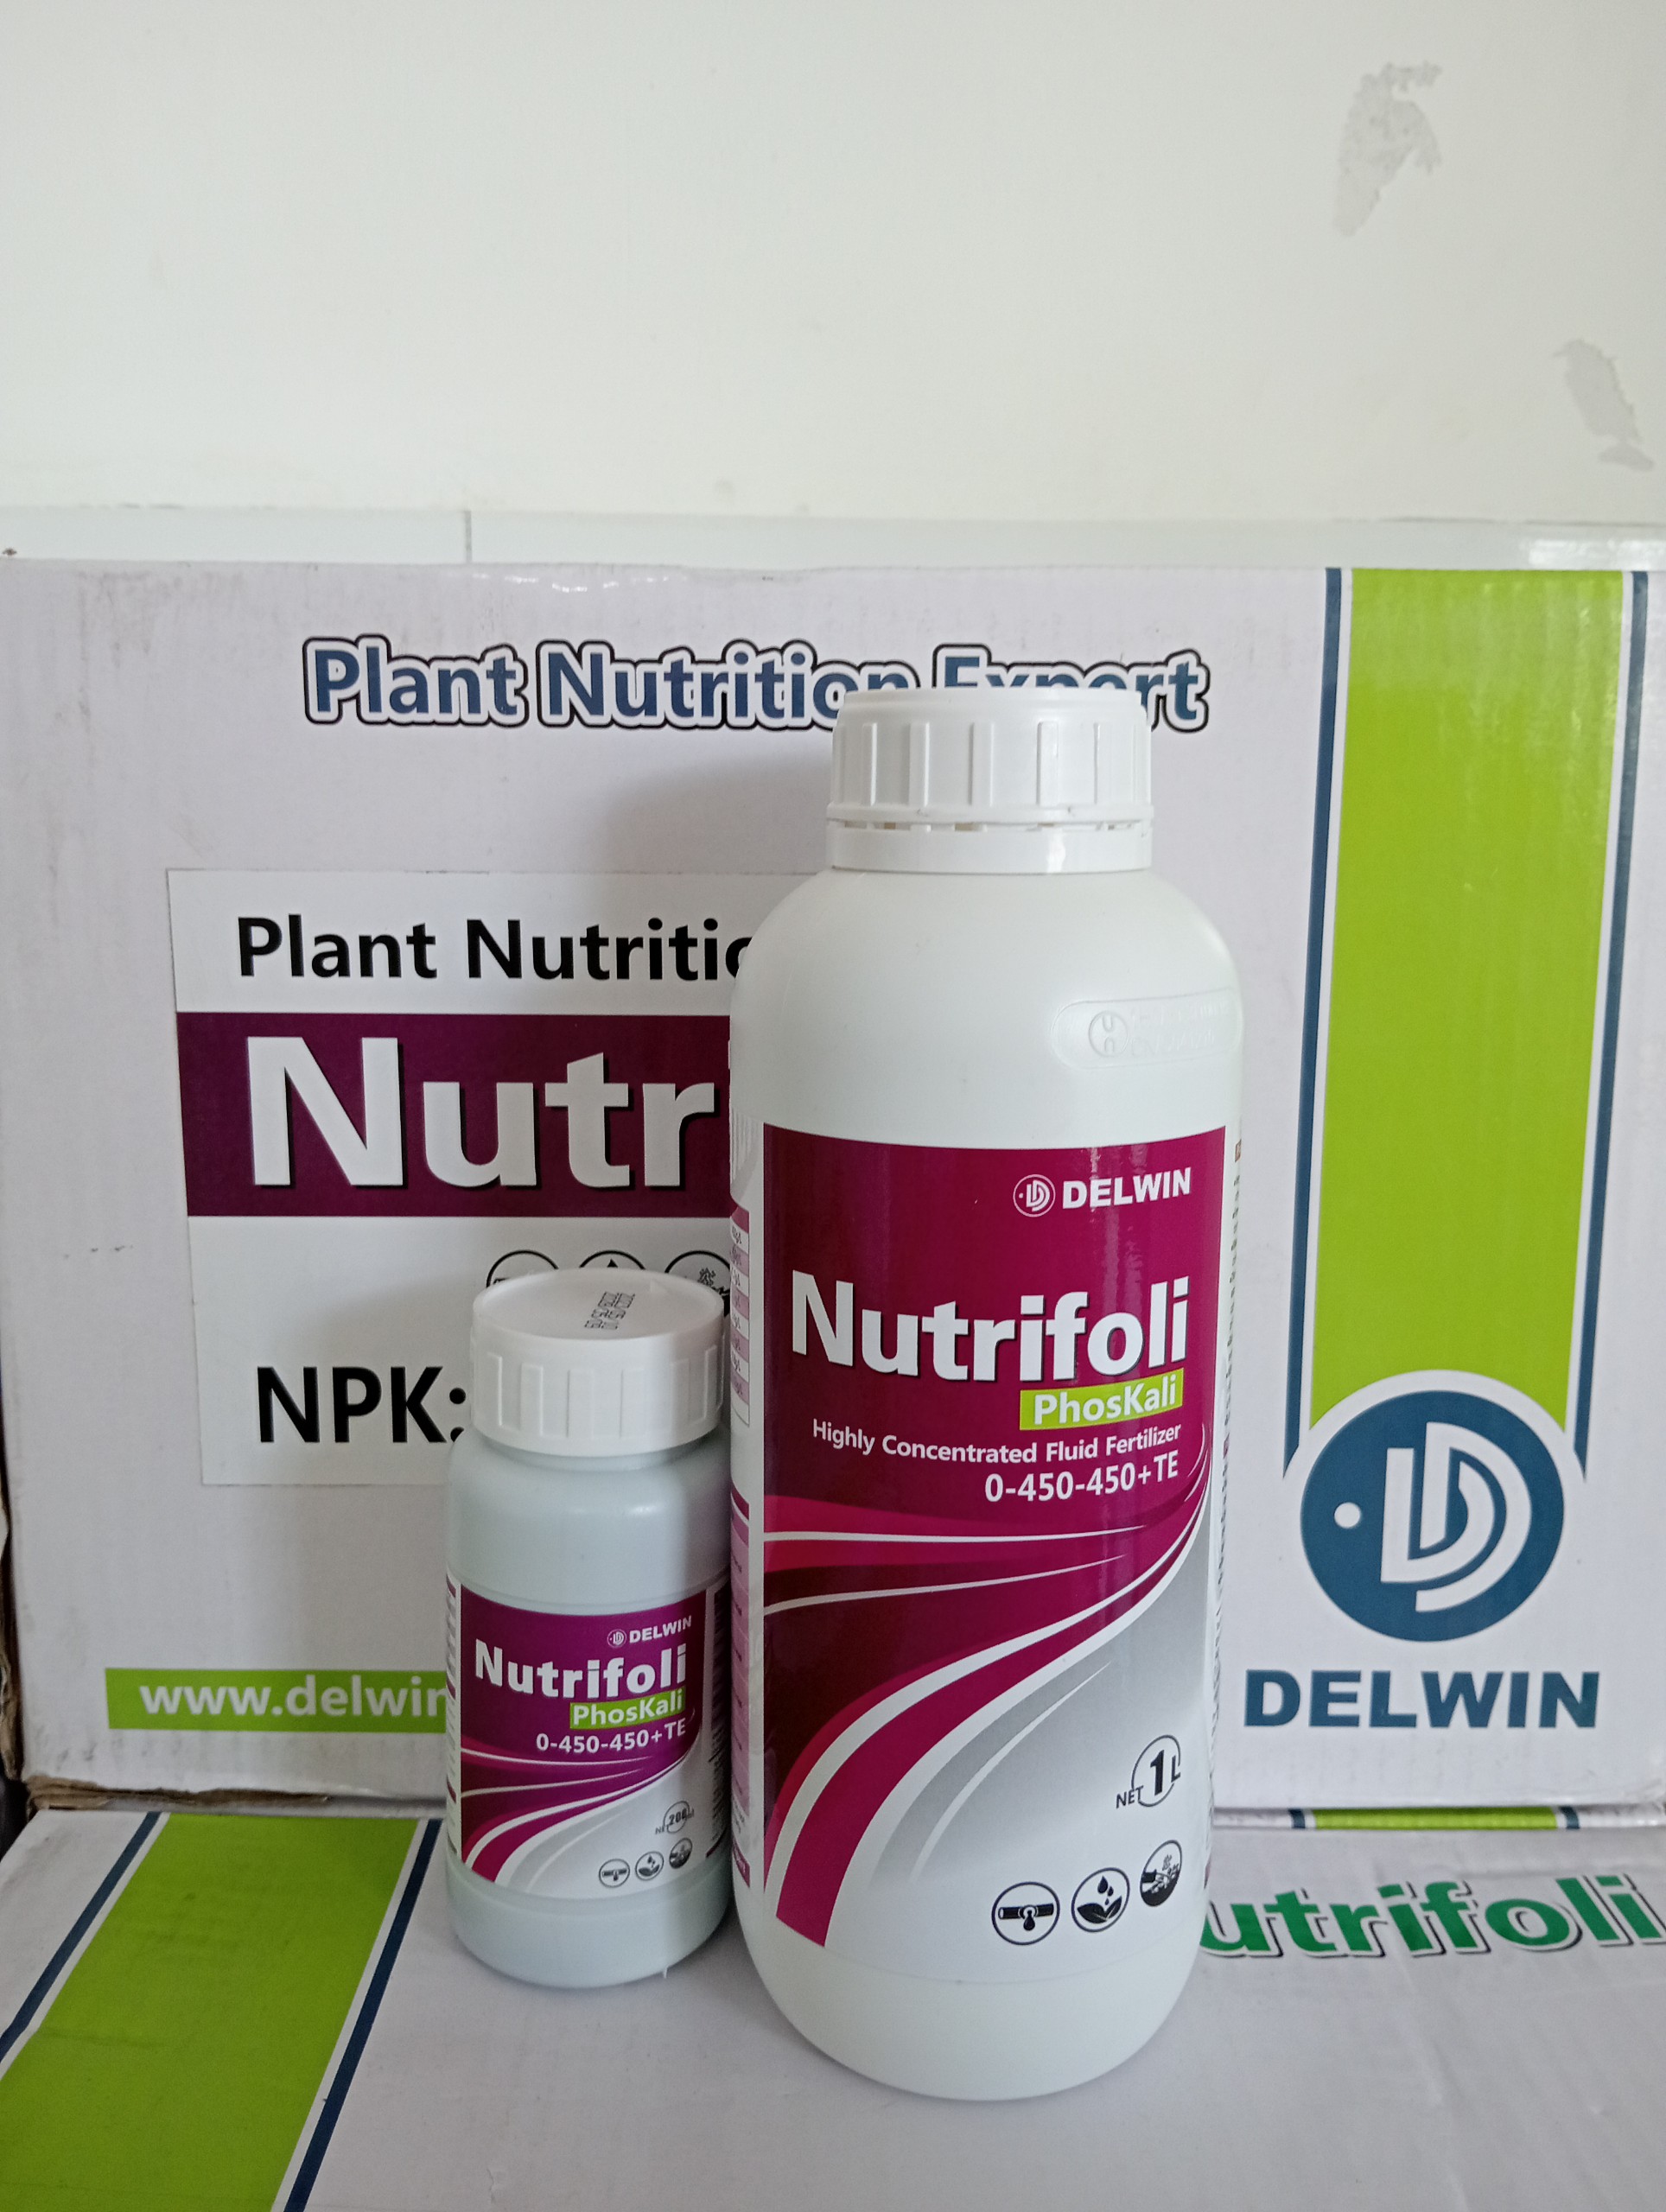 Plant Nutrition Expert
Plant Nutritio
Nutr
NPK:
www.delwin
DELWIN
DELWIN
Nutrifoli
PhosKali
Highly Concentrated Fluid Fertilizer
0-450-450+TE
NET 1L
DELWIN
Nutrifoli
PhosKali
0-450-450+TE
200
utrifoli